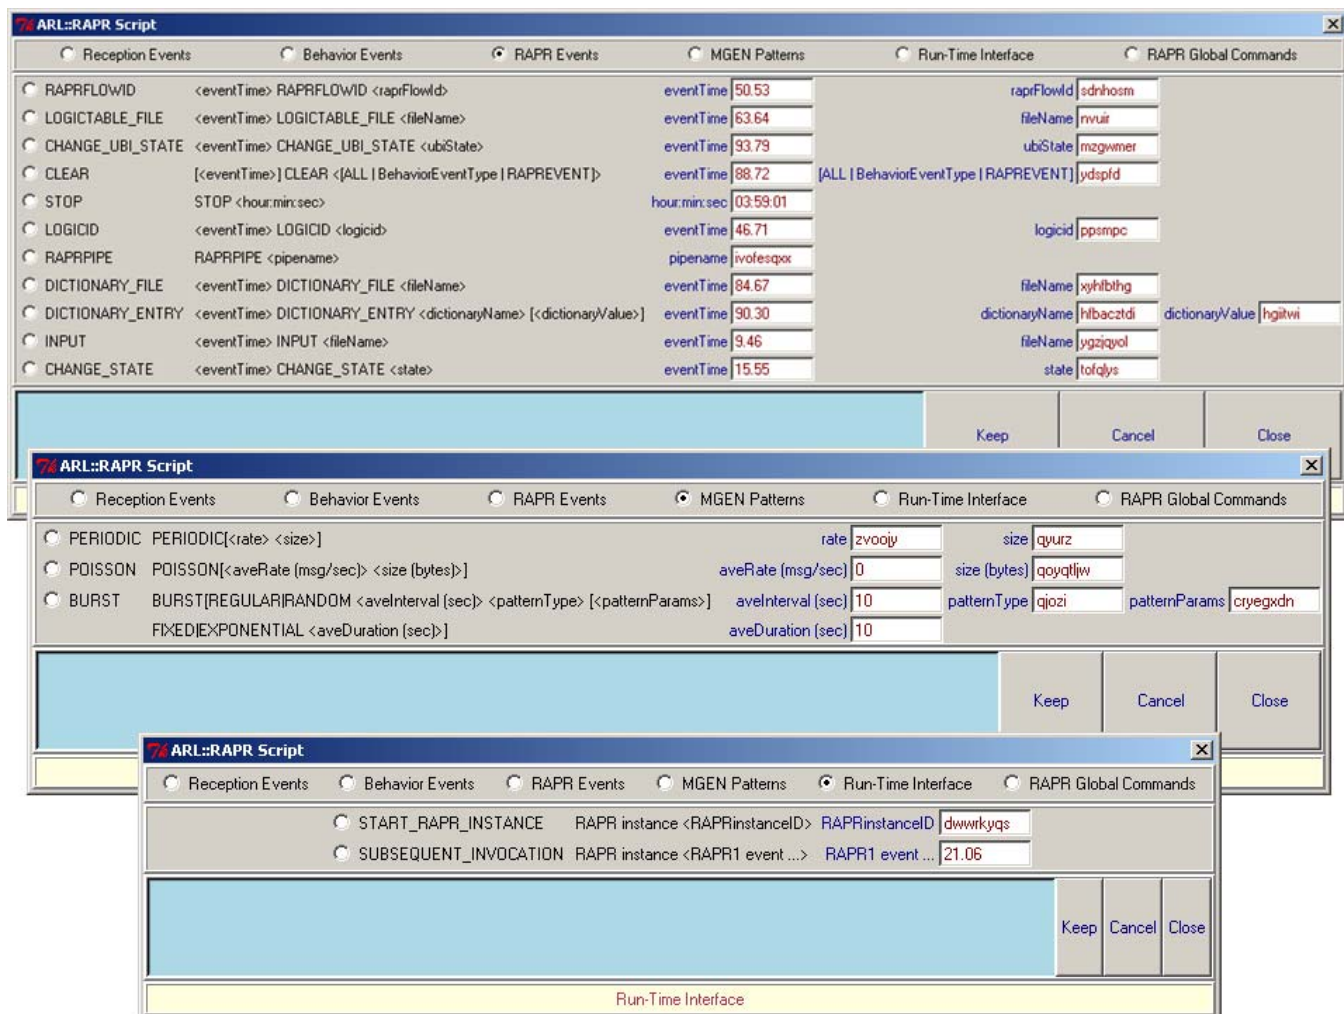 ARL::RAPR Script
Reception Events Behavior Events RAPR Events MGEN Patterns Run-Time Interface RAPR Global Commands
RAPRFLOWID <eventTime> RAPRFLOWID <raprFlowId> eventTime 50.53 raprFlowId sdnhosm
LOGICTABLE_FILE <eventTime> LOGICTABLE_FILE <fileName> eventTime 63.64 fileName nvuir
CHANGE_UBI_STATE <eventTime> CHANGE_UBI_STATE <ubiState> eventTime 93.79 ubiState mzgwmer
CLEAR [<eventTime>] CLEAR <[ALL | BehaviorEventType | RAPREVENT]> eventTime 88.72 [ALL | BehaviorEventType | RAPREVENT] ydspfd
STOP STOP <hour:min:sec> hour:min:sec 03:59:01
LOGICID <eventTime> LOGICID <logicid> eventTime 46.71 logicid ppsmpc
RAPRPIPE RAPRPIPE <pipename> pipename ivofesqxx
DICTIONARY_FILE <eventTime> DICTIONARY_FILE <fileName> eventTime 84.67 fileName xyhfbthg
DICTIONARY_ENTRY <eventTime> DICTIONARY_ENTRY <dictionaryName> [<dictionaryValue>] eventTime 90.30 dictionaryName hfbacztdi dictionaryValue hgiitwi
INPUT <eventTime> INPUT <fileName> eventTime 9.46 fileName ygzjqyol
CHANGE_STATE <eventTime> CHANGE_STATE <state> eventTime 15.55 state tofqlys
Keep Cancel Close
ARL::RAPR Script
Reception Events Behavior Events RAPR Events MGEN Patterns Run-Time Interface RAPR Global Commands
PERIODIC PERIODIC[<rate> <size>] rate zvoojy size qyurz
POISSON POISSON[<aveRate (msg/sec)> <size (bytes)>] aveRate (msg/sec) 0 size (bytes) qoyqtljw
BURST BURST[REGULAR|RANDOM <aveInterval (sec)> <patternType> [<patternParams>] aveInterval (sec) 10 patternType qjozi patternParams cryegxdn
FIXED|EXPONENTIAL <aveDuration (sec)>] aveDuration (sec) 10
Keep Cancel Close
ARL::RAPR Script
Reception Events Behavior Events RAPR Events MGEN Patterns Run-Time Interface RAPR Global Commands
START_RAPR_INSTANCE RAPR instance <RAPRinstanceID> RAPRinstanceID dwwrkyqs
SUBSEQUENT_INVOCATION RAPR instance <RAPR1 event ...> RAPR1 event ... 21.06
Keep Cancel Close
Run-Time Interface